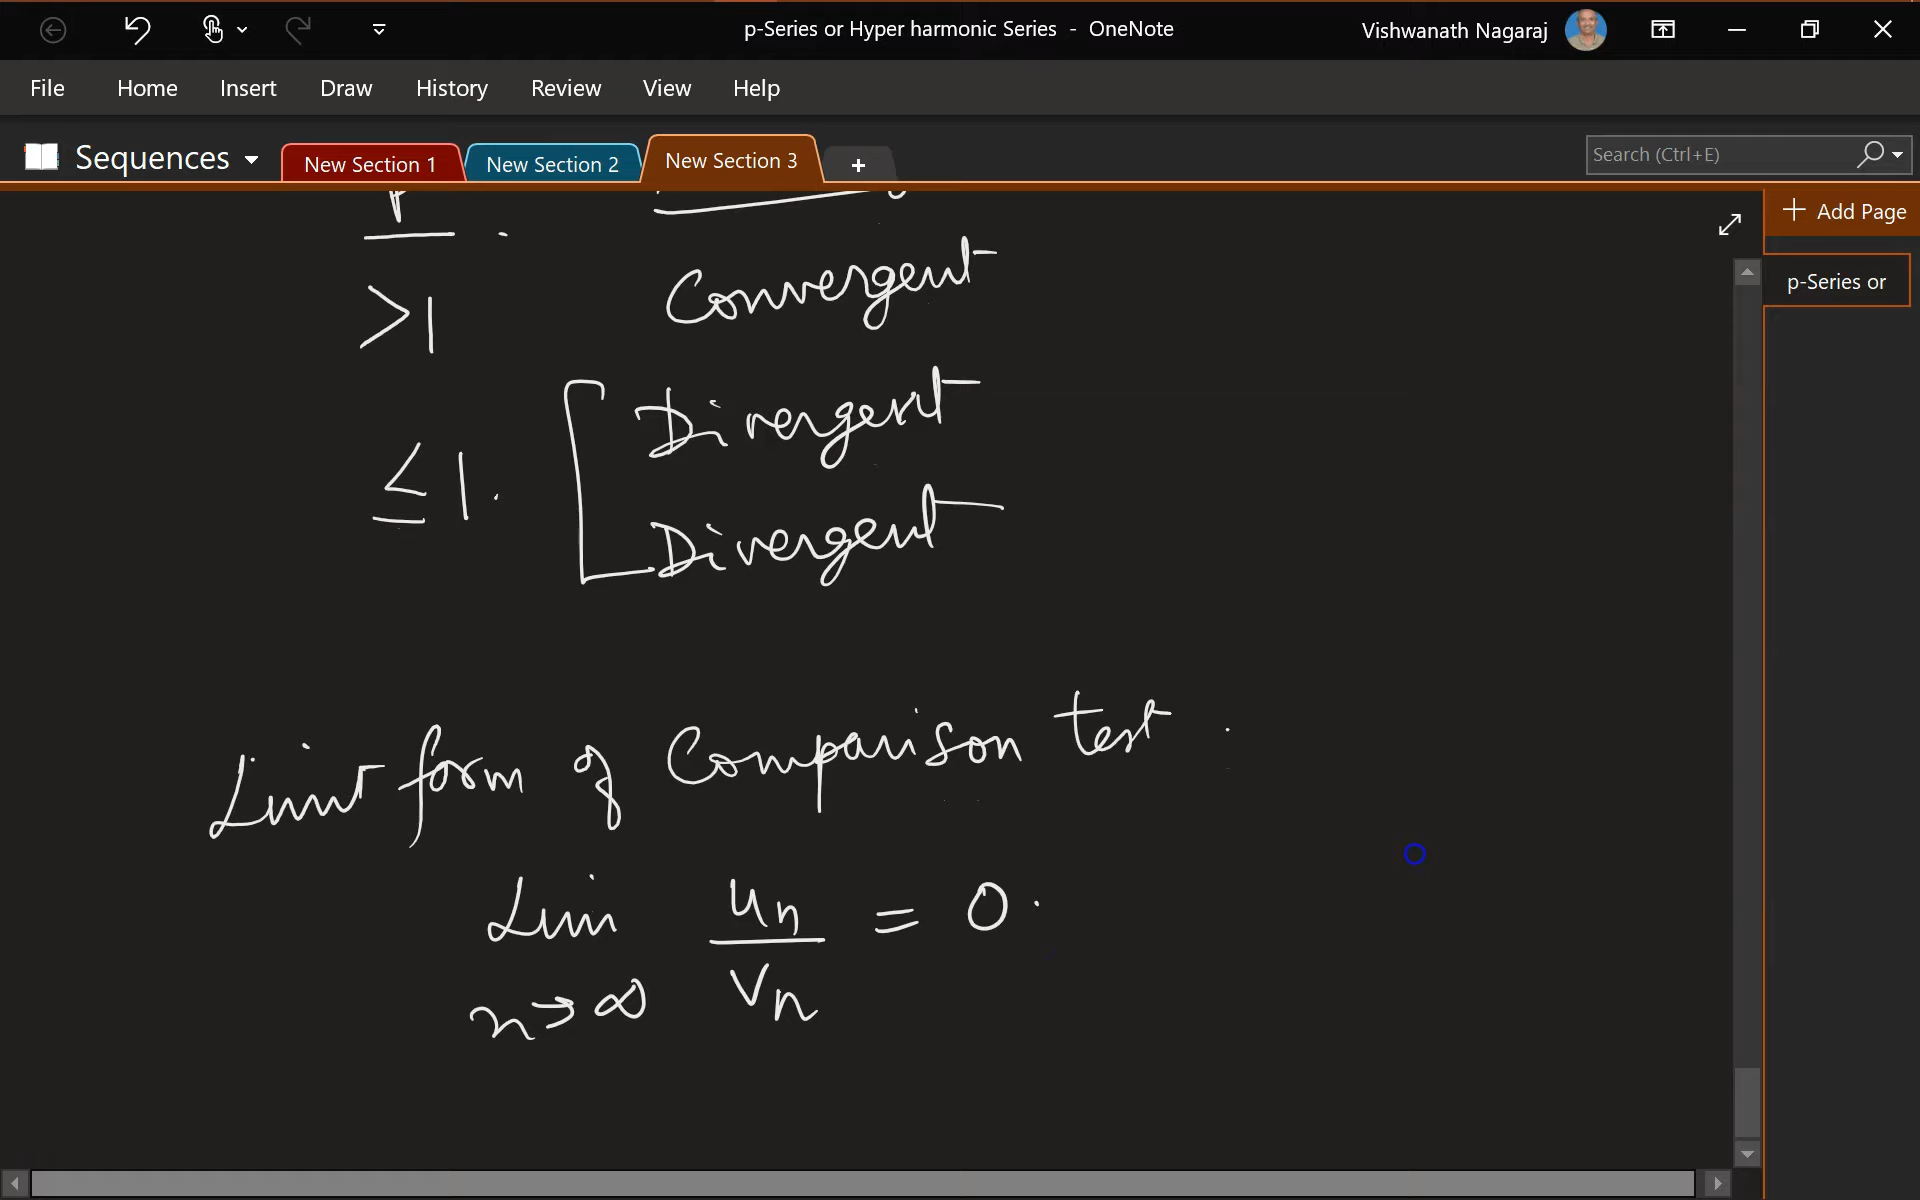 p-Series or Hyper harmonic Series - OneNote
Vishwanath Nagaraj
File Home Insert Draw History Review View Help
Sequences
New Section 1
New Section 2
New Section 3
+
Search (Ctrl+E)
+ Add Page
p-Series or
p
>1 Convergent
≤ 1. Divergent
Divergent
Limit form of Comparison test.
Lim un/vn = 0.
n→∞